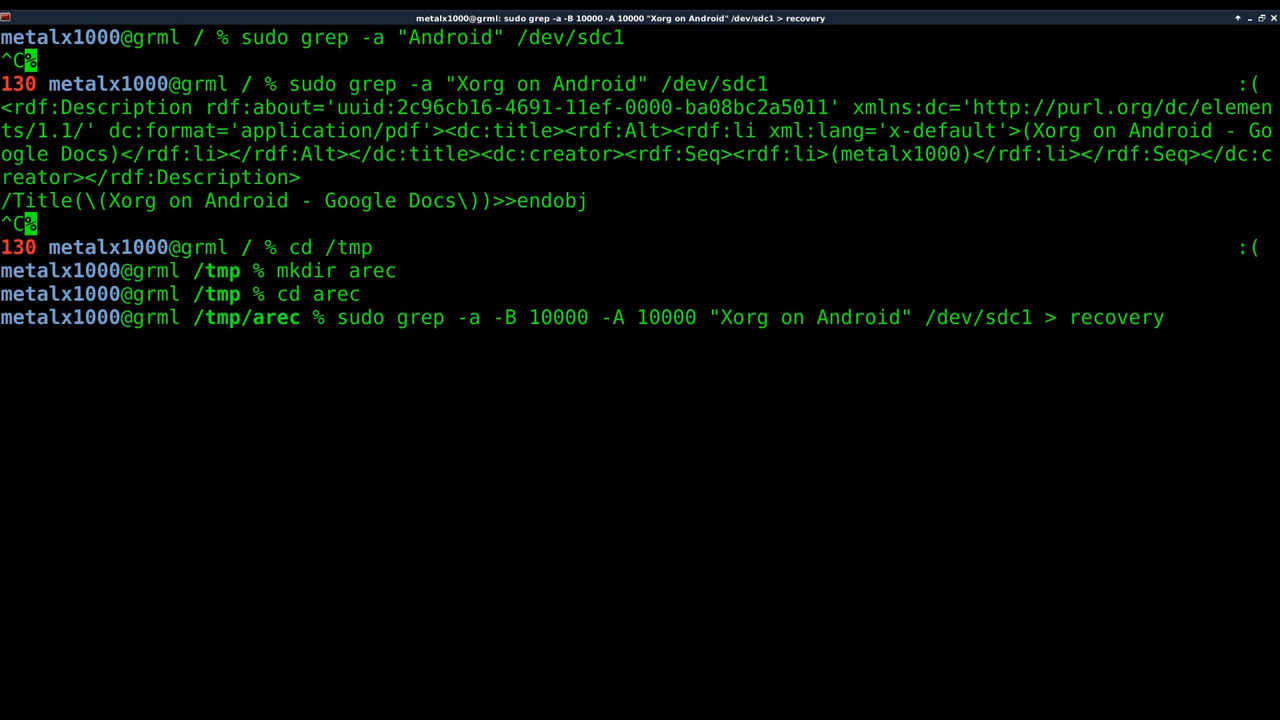 metalx1000@grml: sudo grep -a -B 10000 -A 10000 "Xorg on Android" /dev/sdc1 > recovery
metalx1000@grml / % sudo grep -a "Android" /dev/sdc1
^C%
130 metalx1000@grml / % sudo grep -a "Xorg on Android" /dev/sdc1 :(
<rdf:Description rdf:about='uuid:2c96cb16-4691-11ef-0000-ba08bc2a5011' xmlns:dc='http://purl.org/dc/elemen
ts/1.1/' dc:format='application/pdf'><dc:title><rdf:Alt><rdf:li xml:lang='x-default'>(Xorg on Android - Go
ogle Docs)</rdf:li></rdf:Alt></dc:title><dc:creator><rdf:Seq><rdf:li>(metalx1000)</rdf:li></rdf:Seq></dc:c
reator></rdf:Description>
/Title(\(Xorg on Android - Google Docs\))>>endobj
^C%
130 metalx1000@grml / % cd /tmp :(
metalx1000@grml /tmp % mkdir arec
metalx1000@grml /tmp % cd arec
metalx1000@grml /tmp/arec % sudo grep -a -B 10000 -A 10000 "Xorg on Android" /dev/sdc1 > recovery